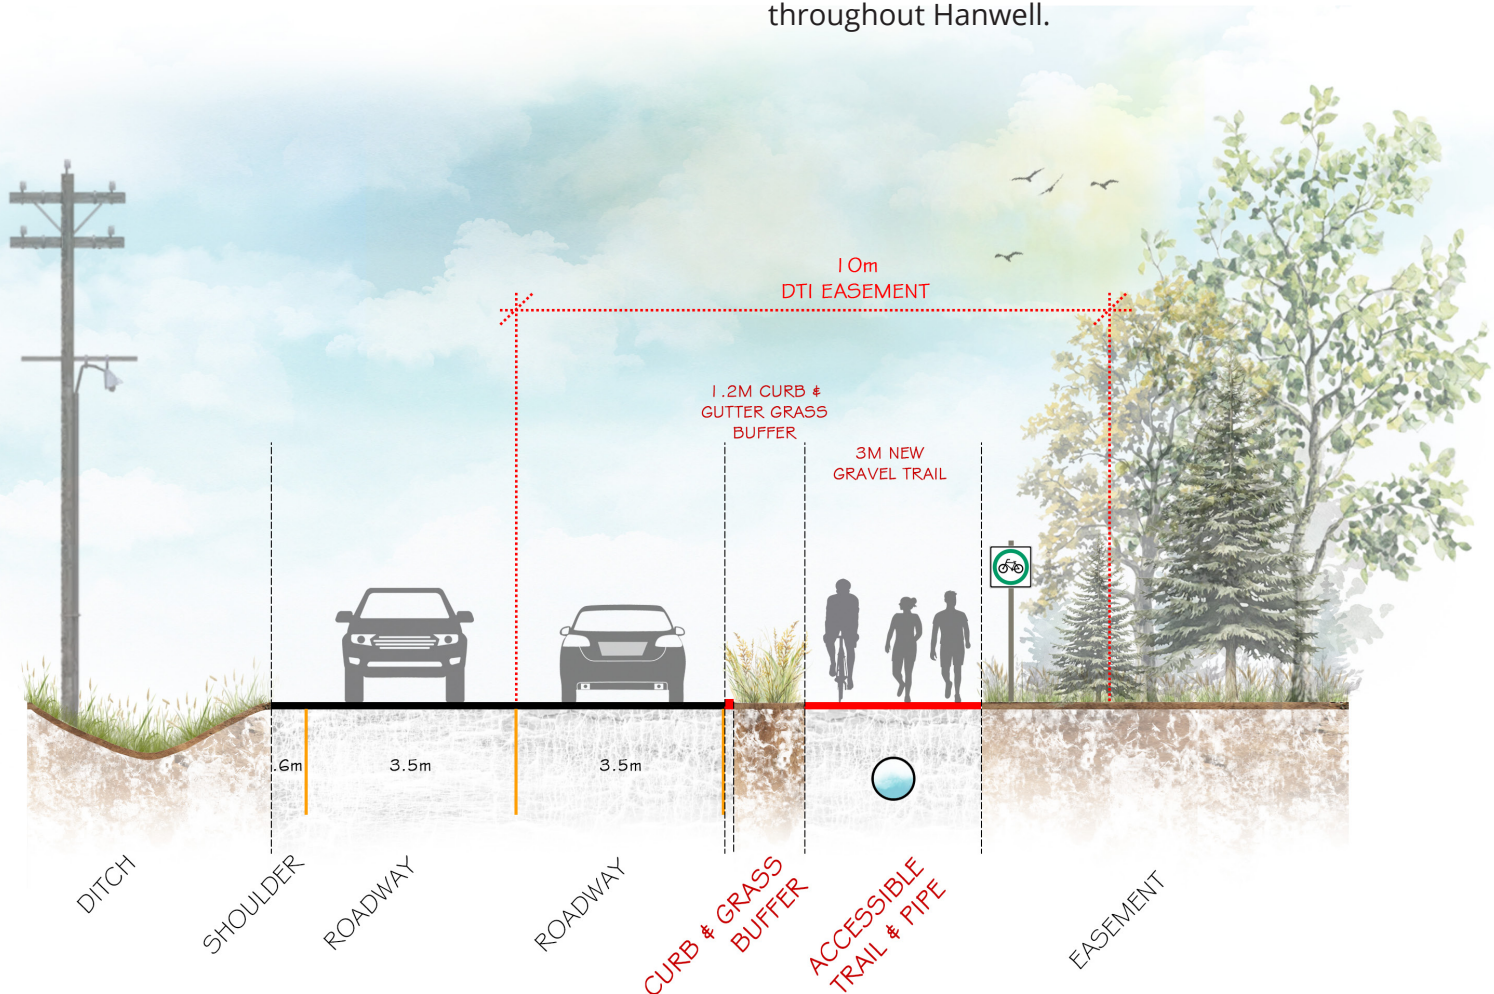 throughout Hanwell.
10m
DTI EASEMENT
1.2M CURB &
GUTTER GRASS
BUFFER
3M NEW
GRAVEL TRAIL
.6m
3.5m
3.5m
DITCH
SHOULDER
ROADWAY
ROADWAY
CURB & GRASS
BUFFER
ACCESSIBLE
TRAIL & PIPE
EASEMENT